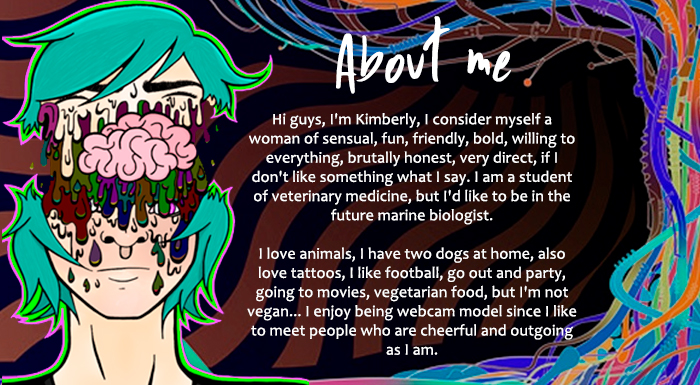 About me
Hi guys, I'm Kimberly, I consider myself a
woman of sensual, fun, friendly, bold, willing to
everything, brutally honest, very direct, if I
don't like something what I say. I am a student
of veterinary medicine, but I'd like to be in the
future marine biologist.
I love animals, I have two dogs at home, also
love tattoos, I like football, go out and party,
going to movies, vegetarian food, but I'm not
vegan... I enjoy being webcam model since I like
to meet people who are cheerful and outgoing
as I am.